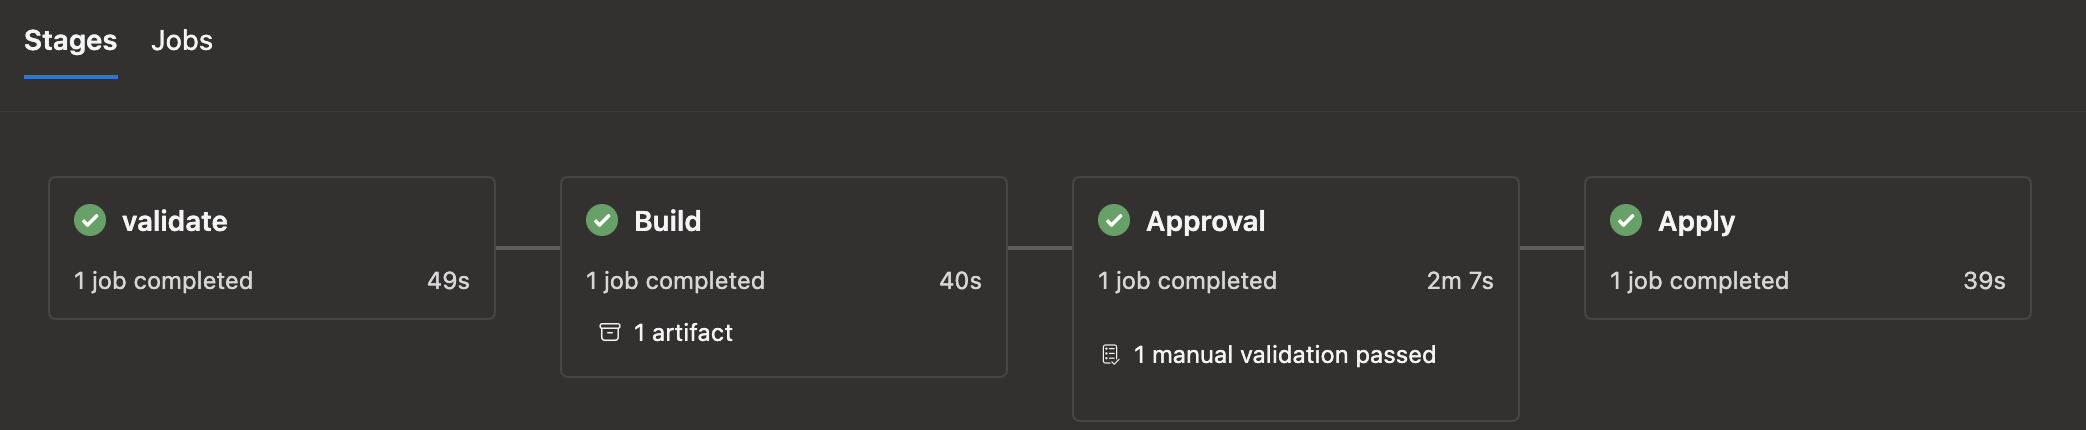 Stages Jobs
validate
1 job completed 49s
Build
1 job completed 40s
1 artifact
Approval
1 job completed 2m 7s
1 manual validation passed
Apply
1 job completed 39s